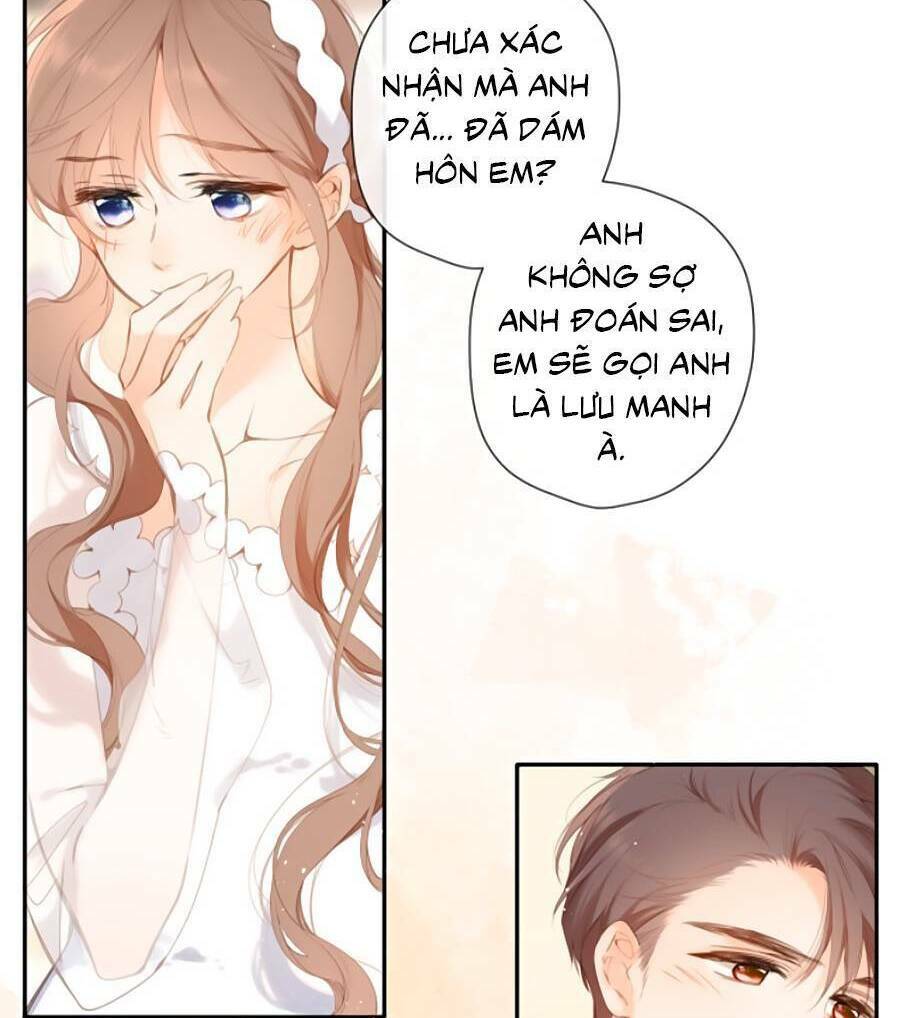 CHƯA XÁC
NHẬN MÀ ANH
ĐÃ... ĐÃ DÁM
HÔN EM?
ANH
KHÔNG SỢ
ANH ĐOÁN SAI,
EM SẼ GỌI ANH
LÀ LƯU MANH
À.